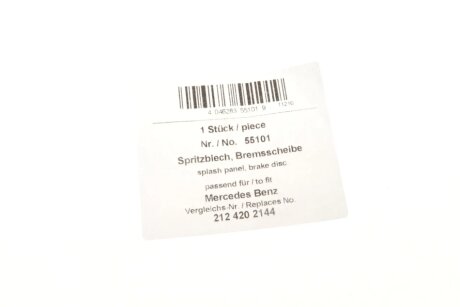 4 046283 55101 9
1 Stück / piece
Nr. / No. 55101
Spritzblech, Bremsscheibe
splash panel, brake disc
passend für / to fit
Mercedes Benz
Vergleichs-Nr. / Replaces No.
212 420 2144